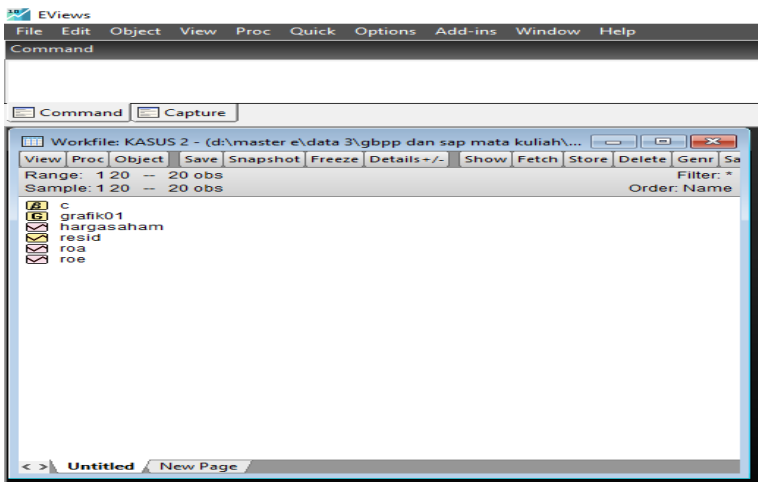 EViews
File Edit Object View Proc Quick Options Add-ins Window Help
Command
Command Capture
Workfile: KASUS 2 - (d:\master e\data 3\gbpp dan sap mata kuliah\...
View Proc Object Save Snapshot Freeze Details+/- Show Fetch Store Delete Genr Sa
Range: 1 20 -- 20 obs Filter: *
Sample: 1 20 -- 20 obs Order: Name
β c
G grafik01
hargasaham
resid
roa
roe
< > Untitled New Page